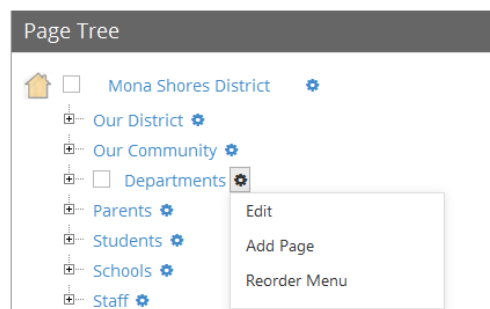 Page Tree
Mona Shores District
Our District
Our Community
Departments
Parents
Edit
Students
Add Page
Schools
Reorder Menu
Staff